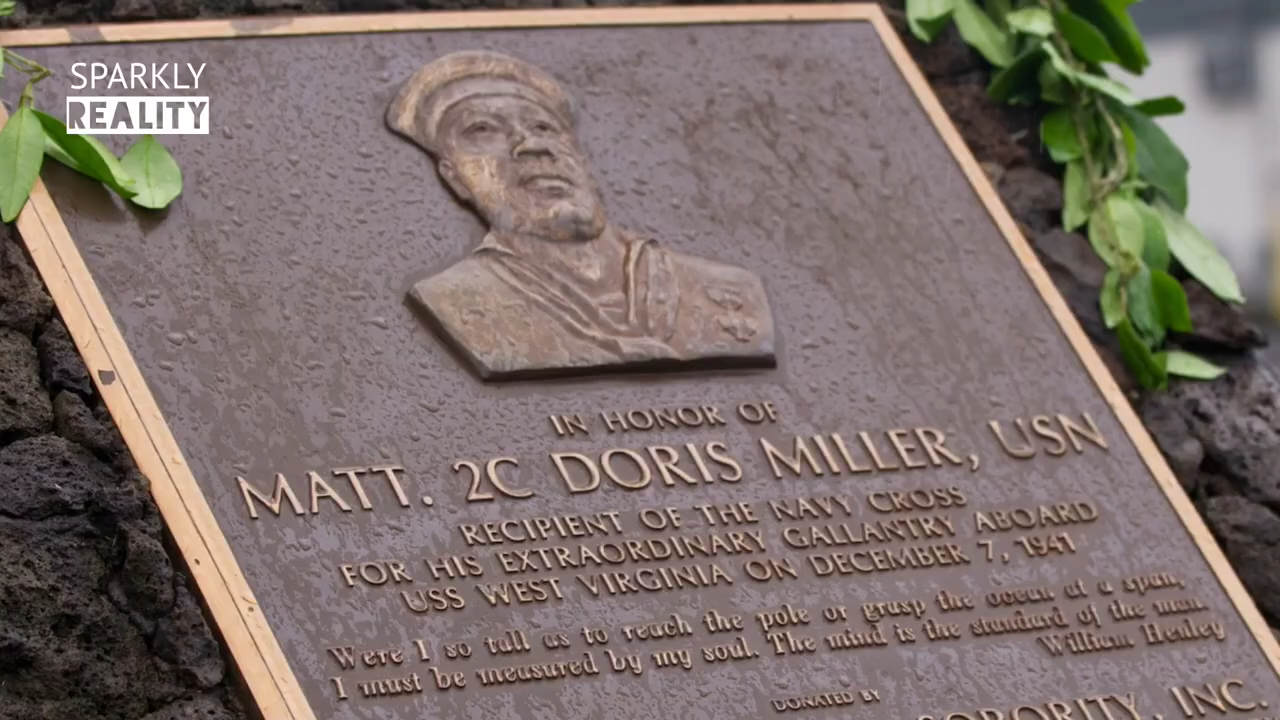 SPARKLY
REALITY
IN HONOR OF
MATT. 2C DORIS MILLER, USN
RECIPIENT OF THE NAVY CROSS
FOR HIS EXTRAORDINARY GALLANTRY ABOARD
USS WEST VIRGINIA ON DECEMBER 7, 1941
Were I so tall as to reach the pole or grasp the ocean at a span,
I must be measured by my soul. The mind is the standard of the man.
William Henley
DONATED BY
SORORITY, INC.